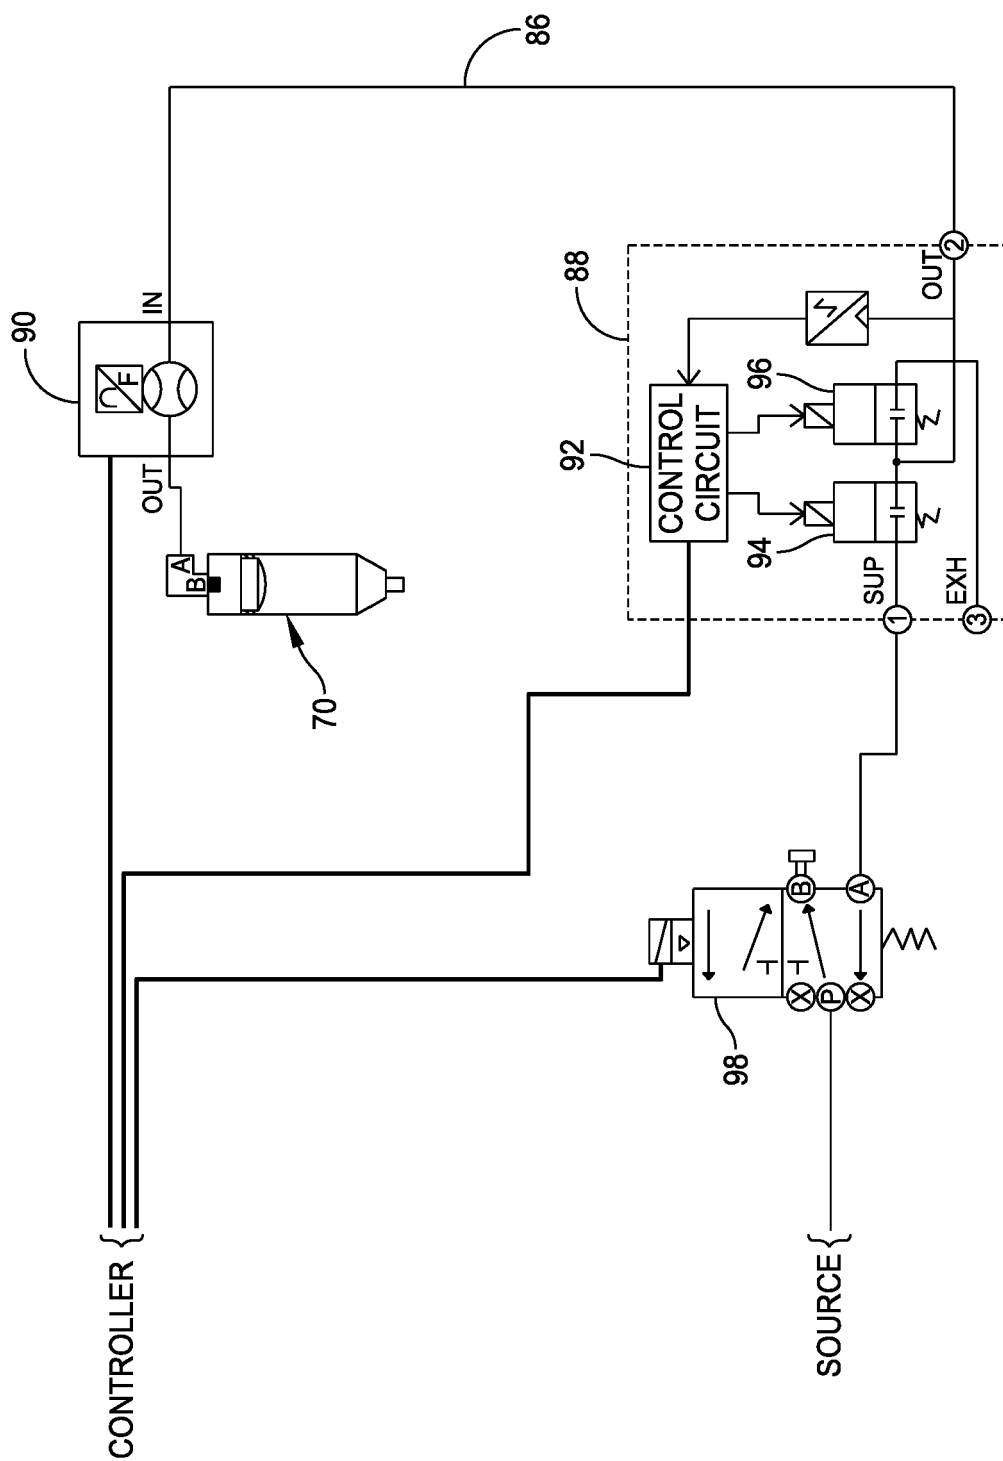 CONTROLLER
SOURCE
98
X
P
X
B
A
70
A
B
OUT
IN
F
90
86
88
92
CONTROL
CIRCUIT
94
96
SUP
EXH
OUT
1
3
2